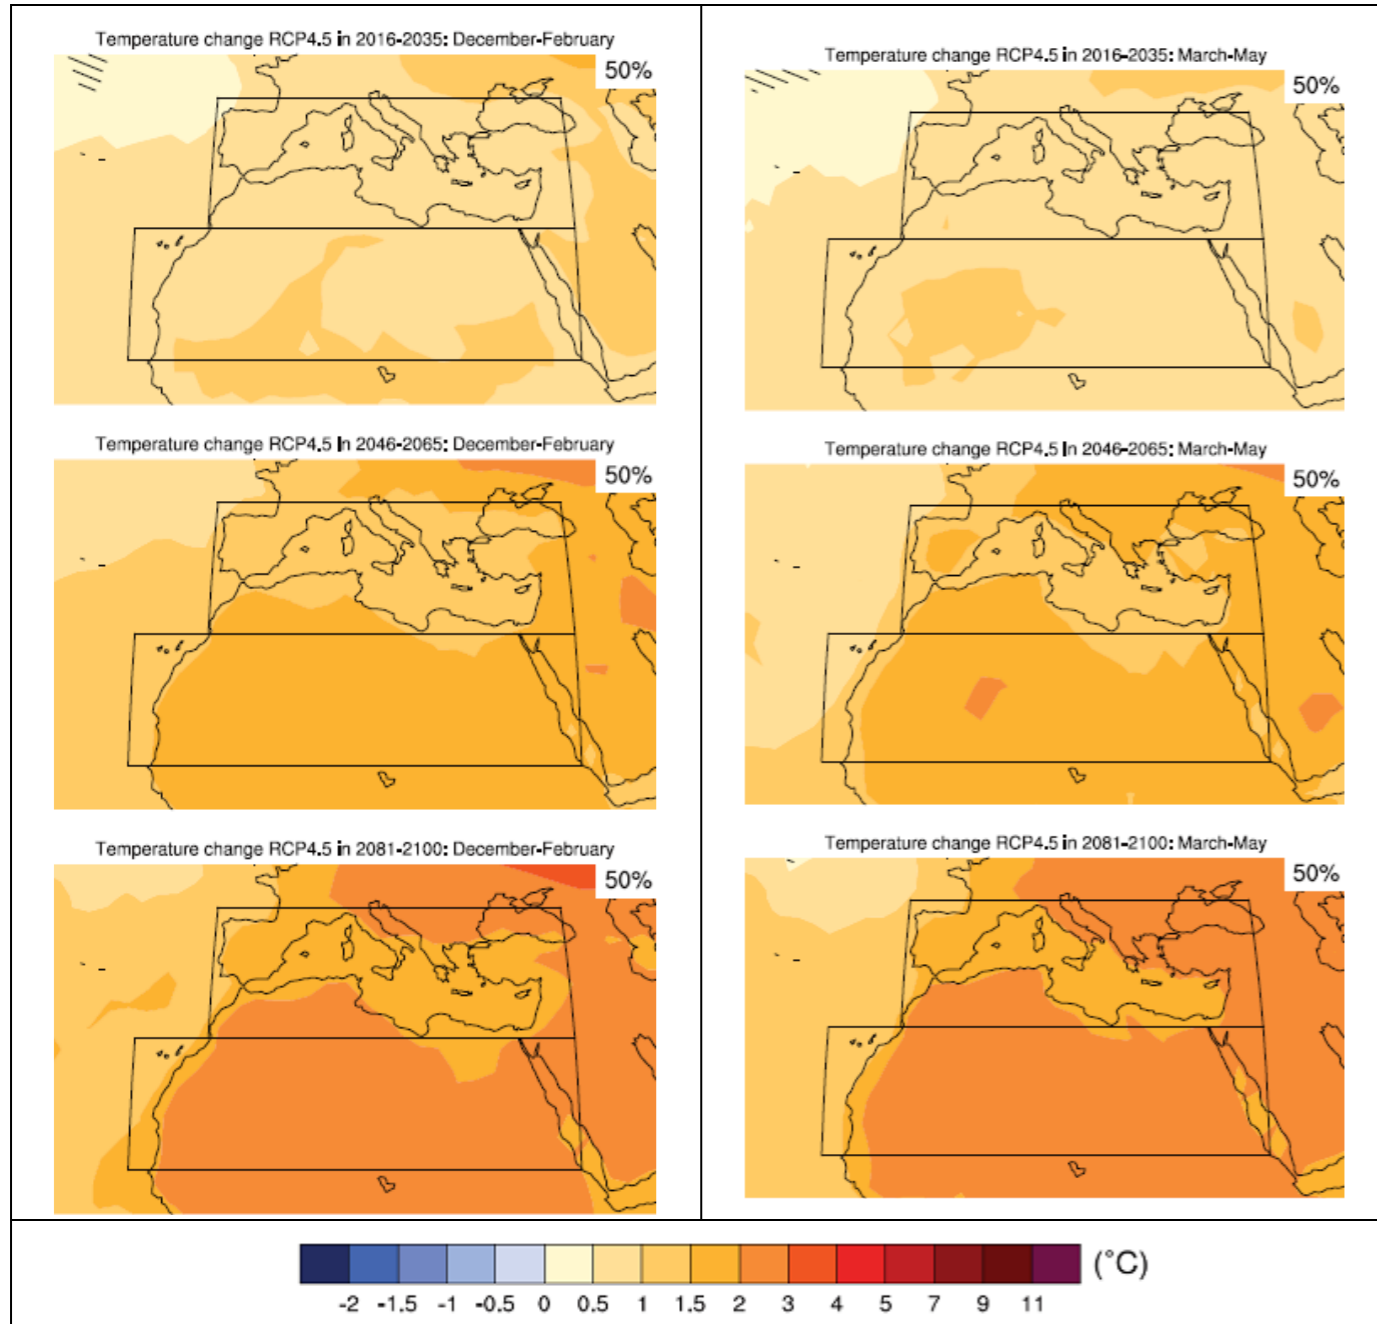 Temperature change RCP4.5 in 2016-2035: December-February
50%
Temperature change RCP4.5 in 2016-2035: March-May
50%
Temperature change RCP4.5 in 2046-2065: December-February
50%
Temperature change RCP4.5 in 2046-2065: March-May
50%
Temperature change RCP4.5 in 2081-2100: December-February
50%
Temperature change RCP4.5 in 2081-2100: March-May
50%
(°C)
-2 -1.5 -1 -0.5 0 0.5 1 1.5 2 3 4 5 7 9 11